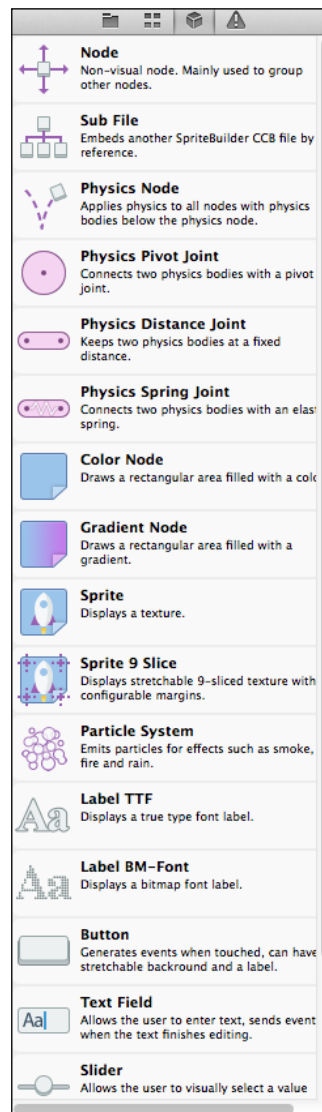 Node
Non-visual node. Mainly used to group
other nodes.
Sub File
Embeds another SpriteBuilder CCB file by
reference.
Physics Node
Applies physics to all nodes with physics
bodies below the physics node.
Physics Pivot Joint
Connects two physics bodies with a pivot
joint.
Physics Distance Joint
Keeps two physics bodies at a fixed
distance.
Physics Spring Joint
Connects two physics bodies with an elast
spring.
Color Node
Draws a rectangular area filled with a colo
Gradient Node
Draws a rectangular area filled with a
gradient.
Sprite
Displays a texture.
Sprite 9 Slice
Displays stretchable 9-sliced texture with
configurable margins.
Particle System
Emits particles for effects such as smoke,
fire and rain.
Aa
Label TTF
Displays a true type font label.
Aa
Label BM-Font
Displays a bitmap font label.
Button
Generates events when touched, can have
stretchable backround and a label.
Aa
Text Field
Allows the user to enter text, sends event
when the text finishes editing.
Slider
Allows the user to visually select a value